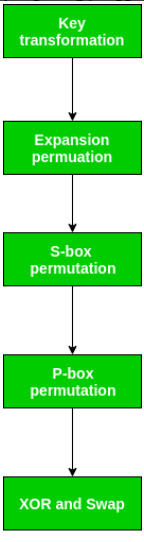 Key
transformation
Expansion
permuation
S-box
permutation
P-box
permutation
XOR and Swap